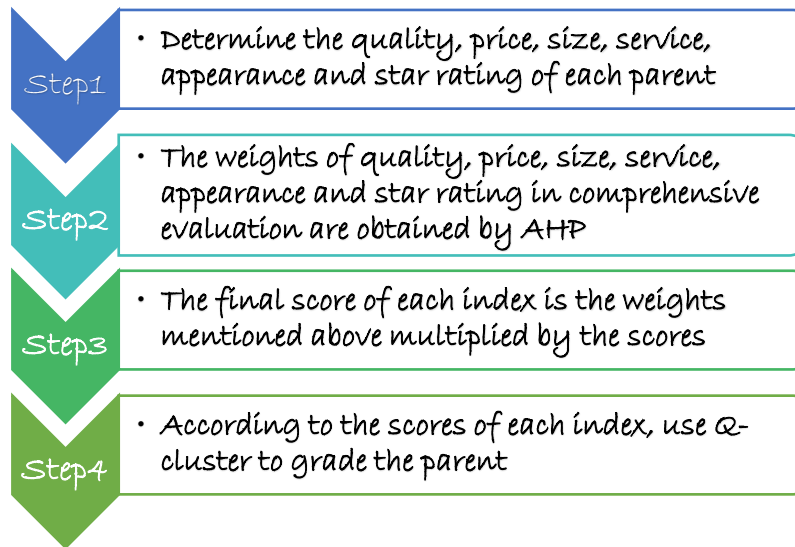 Step1
• Determine the quality, price, size, service,
appearance and star rating of each parent
Step2
• The weights of quality, price, size, service,
appearance and star rating in comprehensive
evaluation are obtained by AHP
Step3
• The final score of each index is the weights
mentioned above multiplied by the scores
Step4
• According to the scores of each index, use Q-
cluster to grade the parent